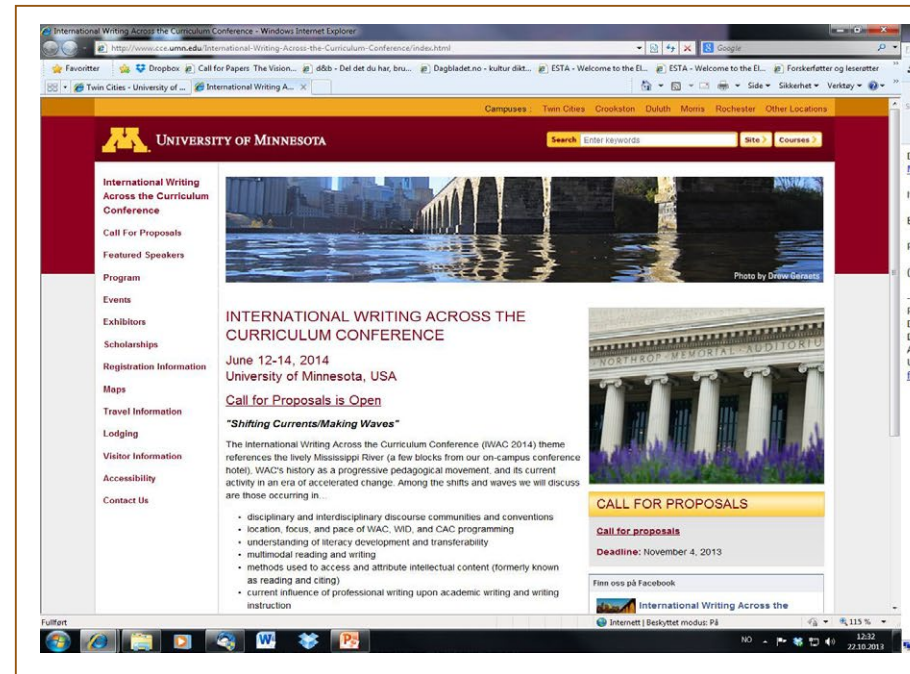 International Writing Across the Curriculum Conference - Windows Internet Explorer
http://www.cce.umn.edu/International-Writing-Across-the-Curriculum-Conference/index.html
Google
Favoritter
Dropbox
Call for Papers The Vision...
d&b - Del det du har, bru...
Dagbladet.no - kultur dikt...
ESTA - Welcome to the El...
ESTA - Welcome to the El...
Forskerføtter og leserøtter
Twin Cities - University of ...
International Writing A...
Side
Sikkerhet
Verktøy
Campuses : Twin Cities Crookston Duluth Morris Rochester Other Locations
UNIVERSITY OF MINNESOTA
Search Enter keywords Site > Courses >
International Writing
Across the Curriculum
Conference
Call For Proposals
Featured Speakers
Program
Events
Exhibitors
Scholarships
Registration Information
Maps
Travel Information
Lodging
Visitor Information
Accessibility
Contact Us
Photo by Drew Geraets
INTERNATIONAL WRITING ACROSS THE
CURRICULUM CONFERENCE
June 12-14, 2014
University of Minnesota, USA
Call for Proposals is Open
"Shifting Currents/Making Waves"
The International Writing Across the Curriculum Conference (IWAC 2014) theme
references the lively Mississippi River (a few blocks from our on-campus conference
hotel), WAC's history as a progressive pedagogical movement, and its current
activity in an era of accelerated change. Among the shifts and waves we will discuss
are those occurring in...
• disciplinary and interdisciplinary discourse communities and conventions
• location, focus, and pace of WAC, WID, and CAC programming
• understanding of literacy development and transferability
• multimodal reading and writing
• methods used to access and attribute intellectual content (formerly known
as reading and citing)
• current influence of professional writing upon academic writing and writing
instruction
NORTHROP · MEMORIAL · AUDITORIU
CALL FOR PROPOSALS
Call for proposals
Deadline: November 4, 2013
Finn oss på Facebook
International Writing Across the
Fullført
Internett | Beskyttet modus: På
115 %
NO
12:32
22.10.2013